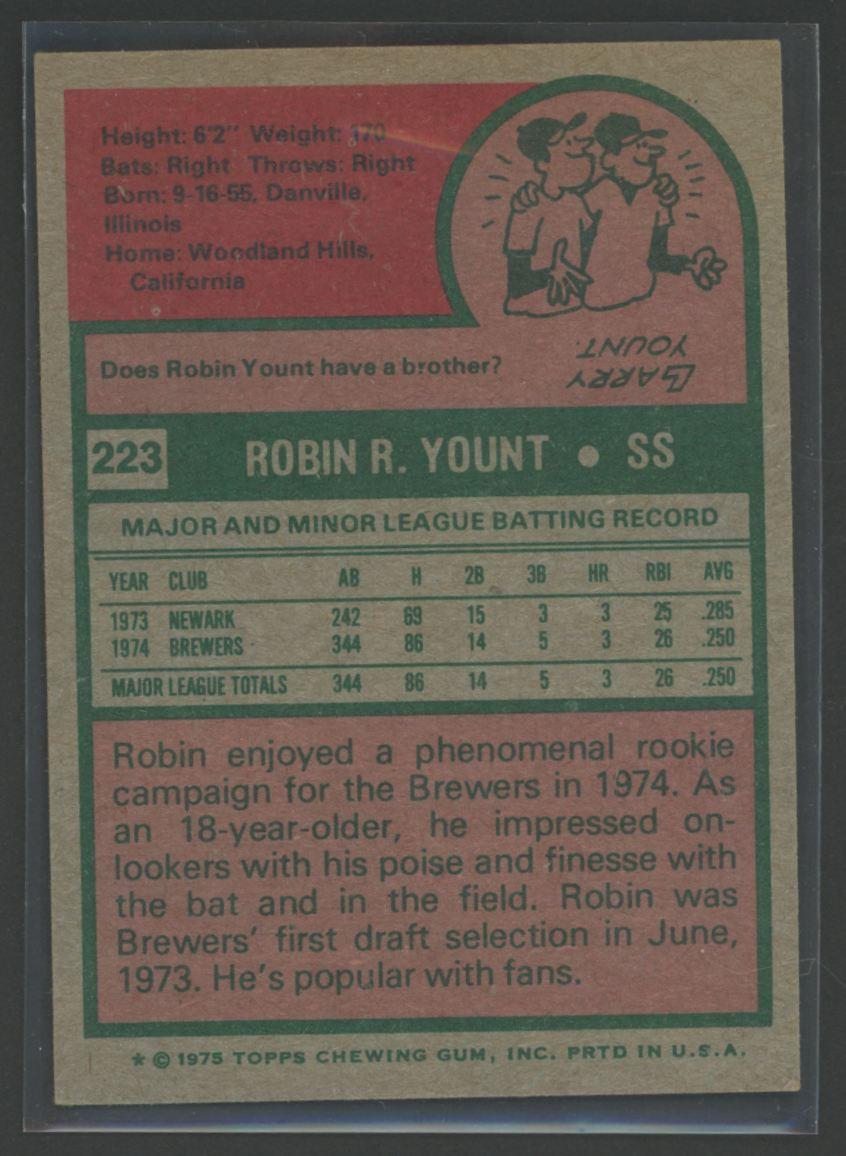 Height: 6'2" Weight: 170
Bats: Right Throws: Right
Born: 9-16-55, Danville,
Illinois
Home: Woodland Hills,
California
Does Robin Yount have a brother?
LARRY
YOUNT.
223 ROBIN R. YOUNT • SS
MAJOR AND MINOR LEAGUE BATTING RECORD
YEAR CLUB AB H 2B 3B HR RBI AVG
1973 NEWARK 242 69 15 3 3 25 .285
1974 BREWERS 344 86 14 5 3 26 .250
MAJOR LEAGUE TOTALS 344 86 14 5 3 26 .250
Robin enjoyed a phenomenal rookie
campaign for the Brewers in 1974. As
an 18-year-older, he impressed on-
lookers with his poise and finesse with
the bat and in the field. Robin was
Brewers' first draft selection in June,
1973. He's popular with fans.
* © 1975 TOPPS CHEWING GUM, INC. PRTD IN U.S.A.